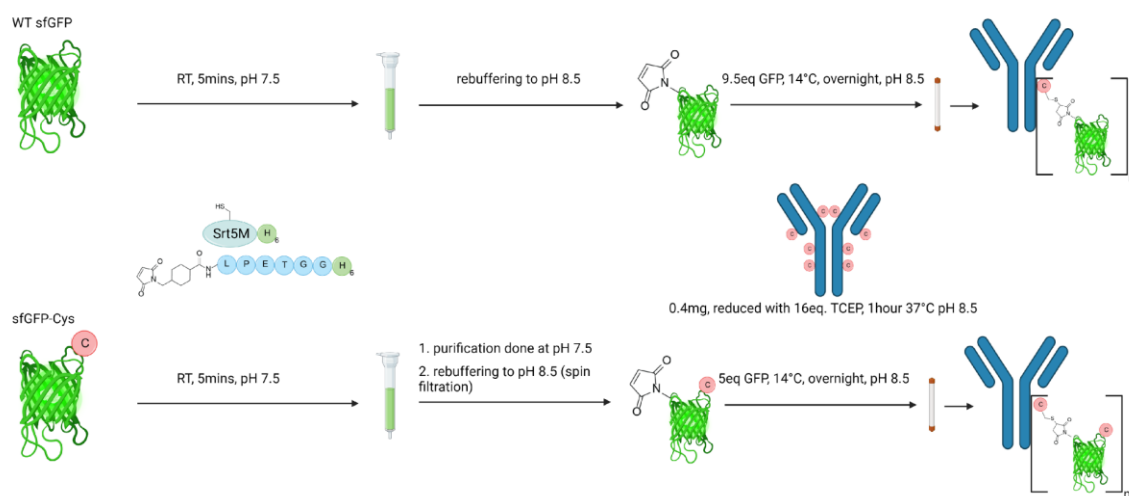 WT sfGFP
RT, 5mins, pH 7.5
rebuffering to pH 8.5
9.5eq GFP, 14°C, overnight, pH 8.5
O
N
O
C
S
O
N
O
HS
Srt5M H 6
O
N
O
O
NH
L P E T G G H 6
C C
C C
C C
C C
0.4mg, reduced with 16eq. TCEP, 1hour 37°C pH 8.5
sfGFP-Cys
C
RT, 5mins, pH 7.5
1. purification done at pH 7.5
2. rebuffering to pH 8.5 (spin
filtration)
O
N
O
C
5eq GFP, 14°C, overnight, pH 8.5
C
S
O
N
O
C
n